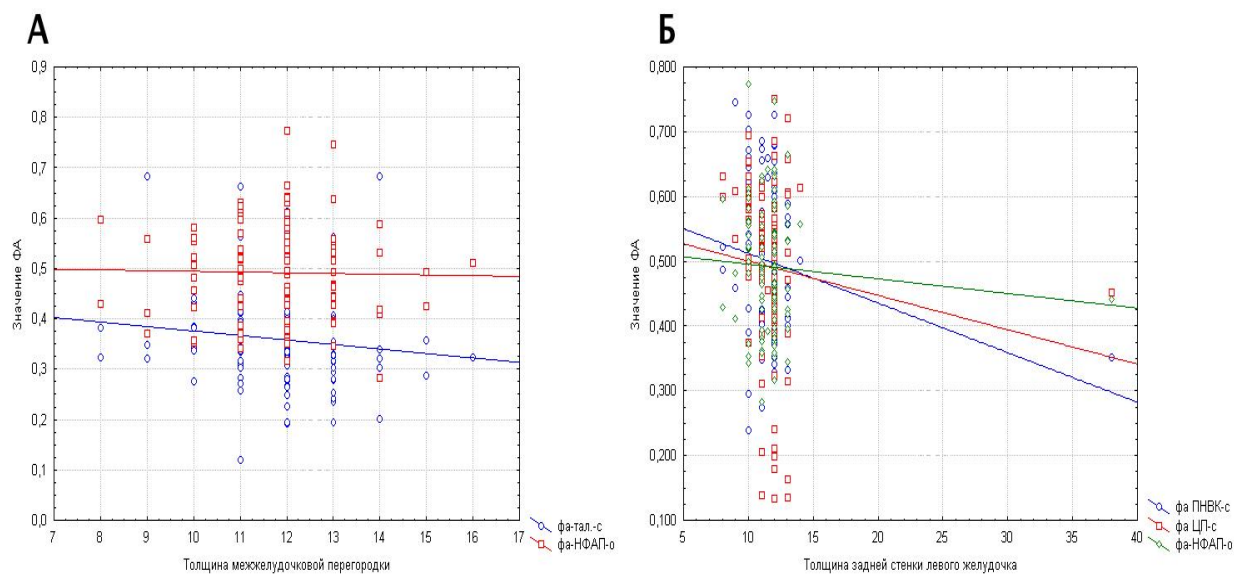 А
0,9
0,8
0,7
0,6
0,5
0,4
0,3
0,2
0,1
0,0
Значение ФА
7 8 9 10 11 12 13 14 15 16 17
Толщина межжелудочковой перегородки
фа-тал.-с
фа-НФАП-о
Б
0,800
0,700
0,600
0,500
0,400
0,300
0,200
0,100
Значение ФА
5 10 15 20 25 30 35 40
Толщина задней стенки левого желудочка
фа ПНВК-с
фа ЦП-с
фа-НФАП-о